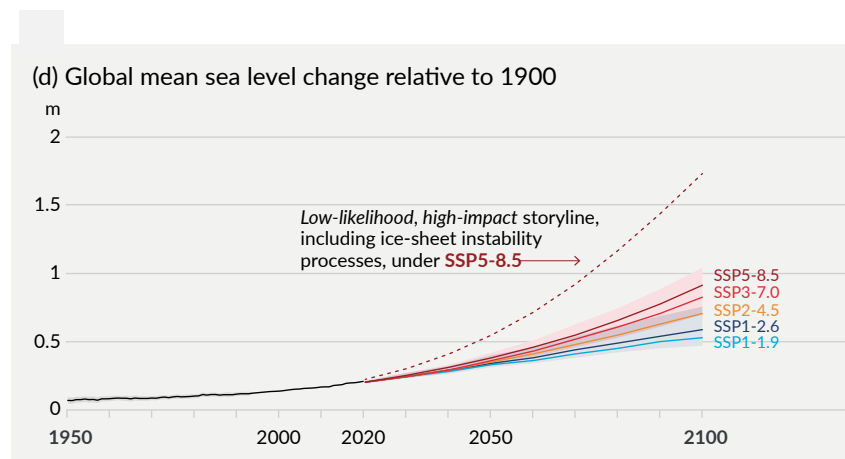 (d) Global mean sea level change relative to 1900
m
2
1.5
Low-likelihood, high-impact storyline,
including ice-sheet instability
processes, under SSP5-8.5
1
SSP5-8.5
SSP3-7.0
SSP2-4.5
SSP1-2.6
SSP1-1.9
0.5
0
1950 2000 2020 2050 2100